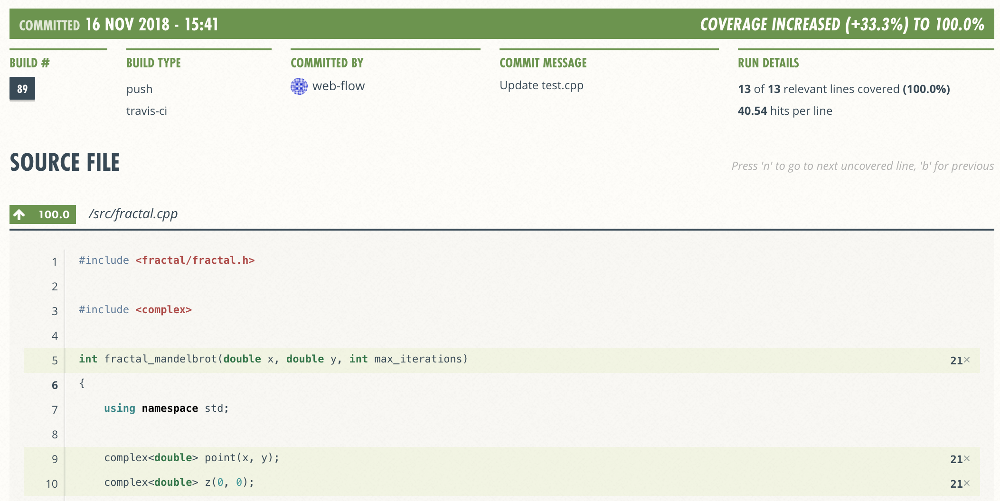 COMMITTED 16 NOV 2018 - 15:41
COVERAGE INCREASED (+33.3%) TO 100.0%
BUILD #
89
BUILD TYPE
push
travis-ci
COMMITTED BY
web-flow
COMMIT MESSAGE
Update test.cpp
RUN DETAILS
13 of 13 relevant lines covered (100.0%)
40.54 hits per line
SOURCE FILE
Press 'n' to go to next uncovered line, 'b' for previous
100.0 /src/fractal.cpp
1 #include <fractal/fractal.h>
2
3 #include <complex>
4
5 int fractal_mandelbrot(double x, double y, int max_iterations) 21×
6 {
7     using namespace std;
8
9     complex<double> point(x, y); 21×
10     complex<double> z(0, 0); 21×